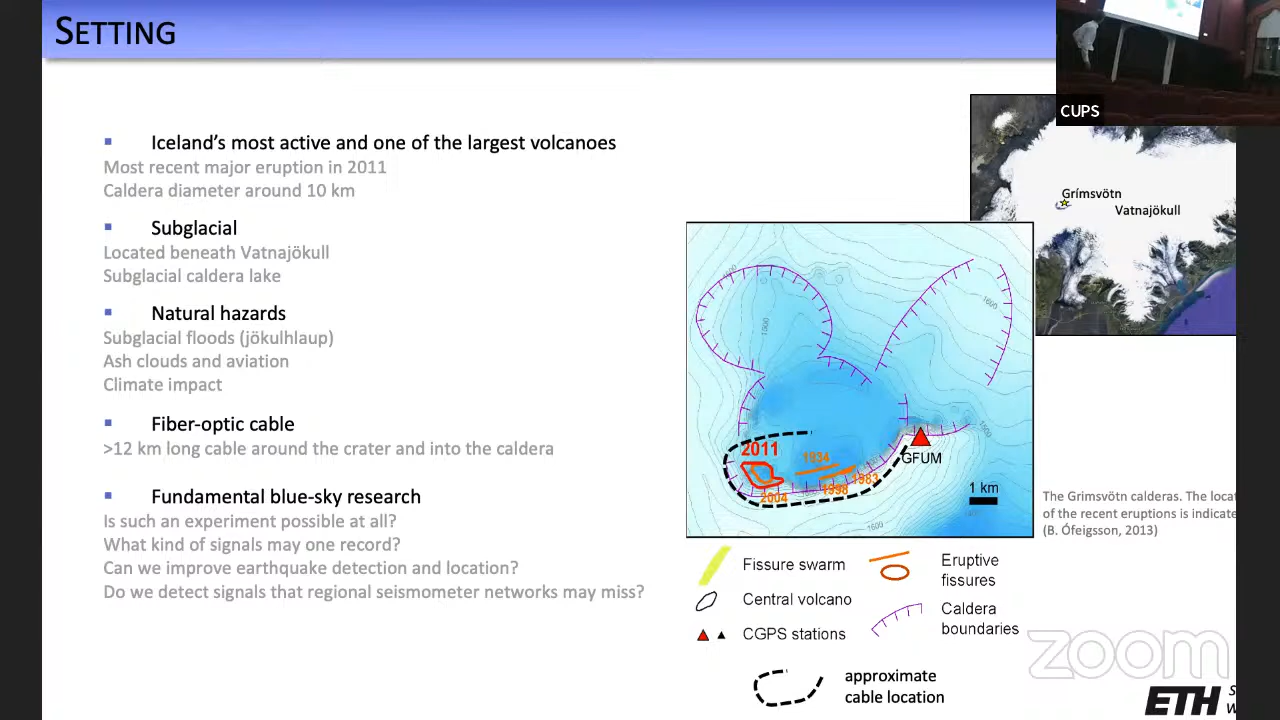 SETTING
CUPS
Iceland's most active and one of the largest volcanoes
Most recent major eruption in 2011
Caldera diameter around 10 km
Subglacial
Located beneath Vatnajökull
Subglacial caldera lake
Natural hazards
Subglacial floods (jökulhlaup)
Ash clouds and aviation
Climate impact
Fiber-optic cable
>12 km long cable around the crater and into the caldera
Fundamental blue-sky research
Is such an experiment possible at all?
What kind of signals may one record?
Can we improve earthquake detection and location?
Do we detect signals that regional seismometer networks may miss?
Grímsvötn
Vatnajökull
1600
1600
1500
2011
1934
1983
1998
2004
GFUM
1 km
1600
The Grimsvötn calderas. The locat
of the recent eruptions is indicate
(B. Ófeigsson, 2013)
Fissure swarm
Central volcano
CGPS stations
Eruptive
fissures
Caldera
boundaries
approximate
cable location
zoom
ETH